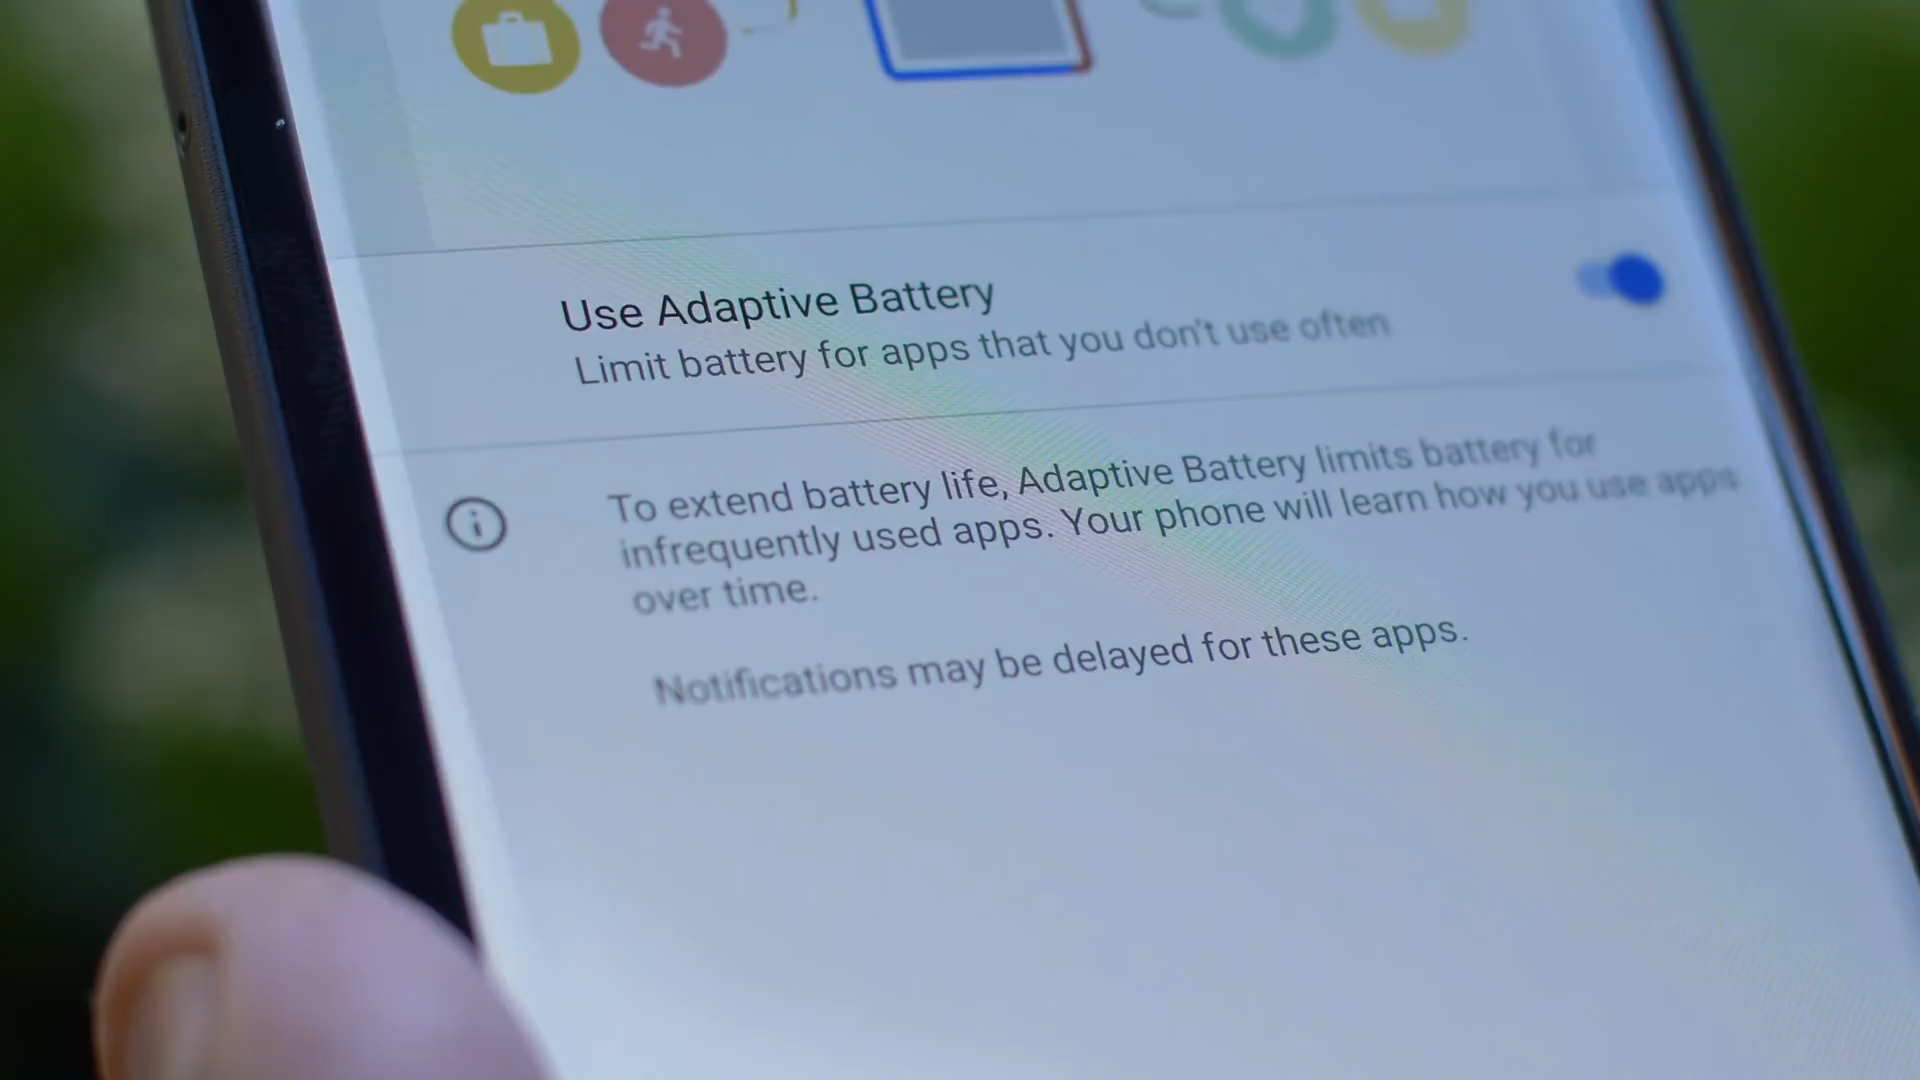 Use Adaptive Battery
Limit battery for apps that you don't use often
To extend battery life, Adaptive Battery limits battery for
infrequently used apps. Your phone will learn how you use apps
over time.
Notifications may be delayed for these apps.